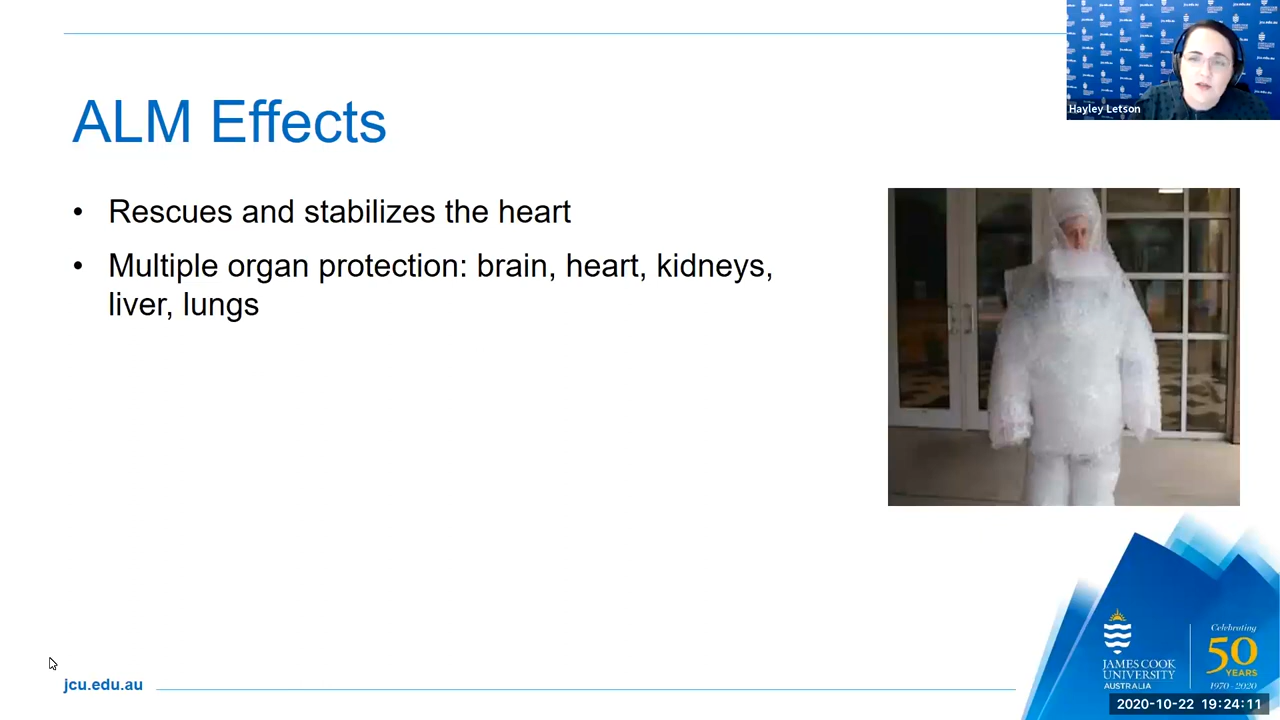 Hayley Letson
ALM Effects
• Rescues and stabilizes the heart
• Multiple organ protection: brain, heart, kidneys,
liver, lungs
jcu.edu.au
JAMES COOK
UNIVERSITY
AUSTRALIA
Celebrating
50
YEARS
1970 - 2020
2020-10-22 19:24:11